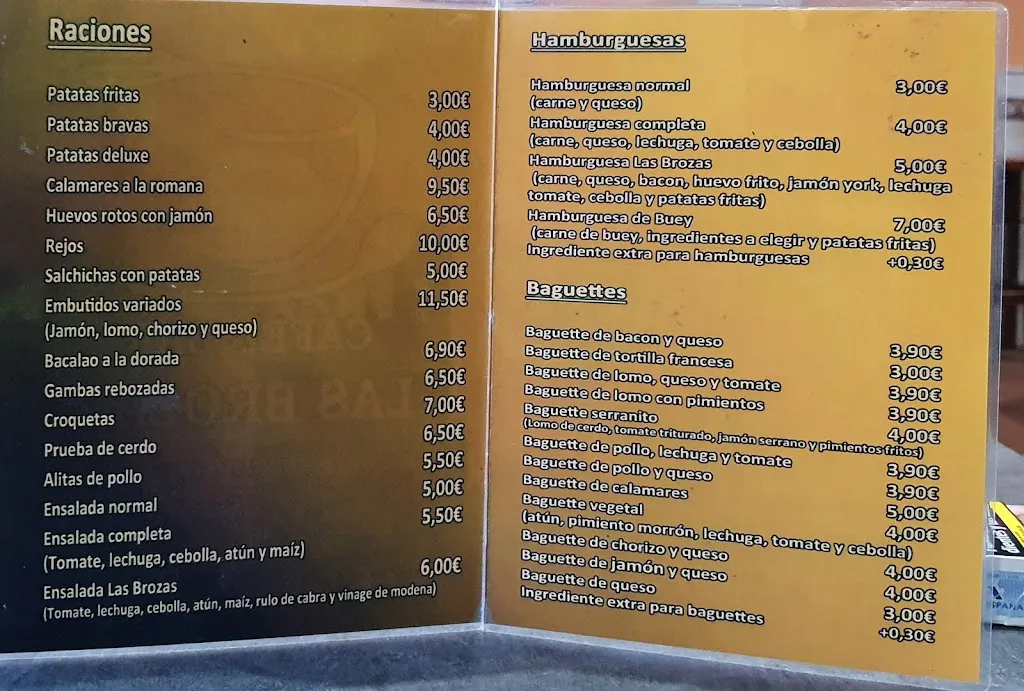 Raciones
Patatas fritas 3,00€
Patatas bravas 4,00€
Patatas deluxe 4,00€
Calamares a la romana 9,50€
Huevos rotos con jamón 6,50€
Rejos 10,00€
Salchichas con patatas 5,00€
Embutidos variados 11,50€
(Jamón, lomo, chorizo y queso)
Bacalao a la dorada 6,90€
Gambas rebozadas 6,50€
Croquetas 7,00€
Prueba de cerdo 6,50€
Alitas de pollo 5,50€
Ensalada normal 5,00€
Ensalada completa 5,50€
(Tomate, lechuga, cebolla, atún y maíz)
Ensalada Las Brozas 6,00€
(Tomate, lechuga, cebolla, atún, maíz, rulo de cabra y vinage de modena)
Hamburguesas
Hamburguesa normal 3,00€
(carne y queso)
Hamburguesa completa 4,00€
(carne, queso, lechuga, tomate y cebolla)
Hamburguesa Las Brozas 5,00€
(carne, queso, bacon, huevo frito, jamón york, lechuga
tomate, cebolla y patatas fritas)
Hamburguesa de Buey 7,00€
(carne de buey, ingredientes a elegir y patatas fritas)
Ingrediente extra para hamburguesas +0,30€
Baguettes
Baguette de bacon y queso 3,90€
Baguette de tortilla francesa 3,00€
Baguette de lomo, queso y tomate 3,90€
Baguette de lomo con pimientos 3,90€
Baguette serranito 4,00€
(Lomo de cerdo, tomate triturado, jamón serrano y pimientos fritos)
Baguette de pollo, lechuga y tomate 3,90€
Baguette de pollo y queso 3,90€
Baguette de calamares 5,00€
Baguette vegetal 4,00€
(atún, pimiento morrón, lechuga, tomate y cebolla)
Baguette de chorizo y queso 4,00€
Baguette de jamón y queso 4,00€
Baguette de queso 3,00€
Ingrediente extra para baguettes +0,30€